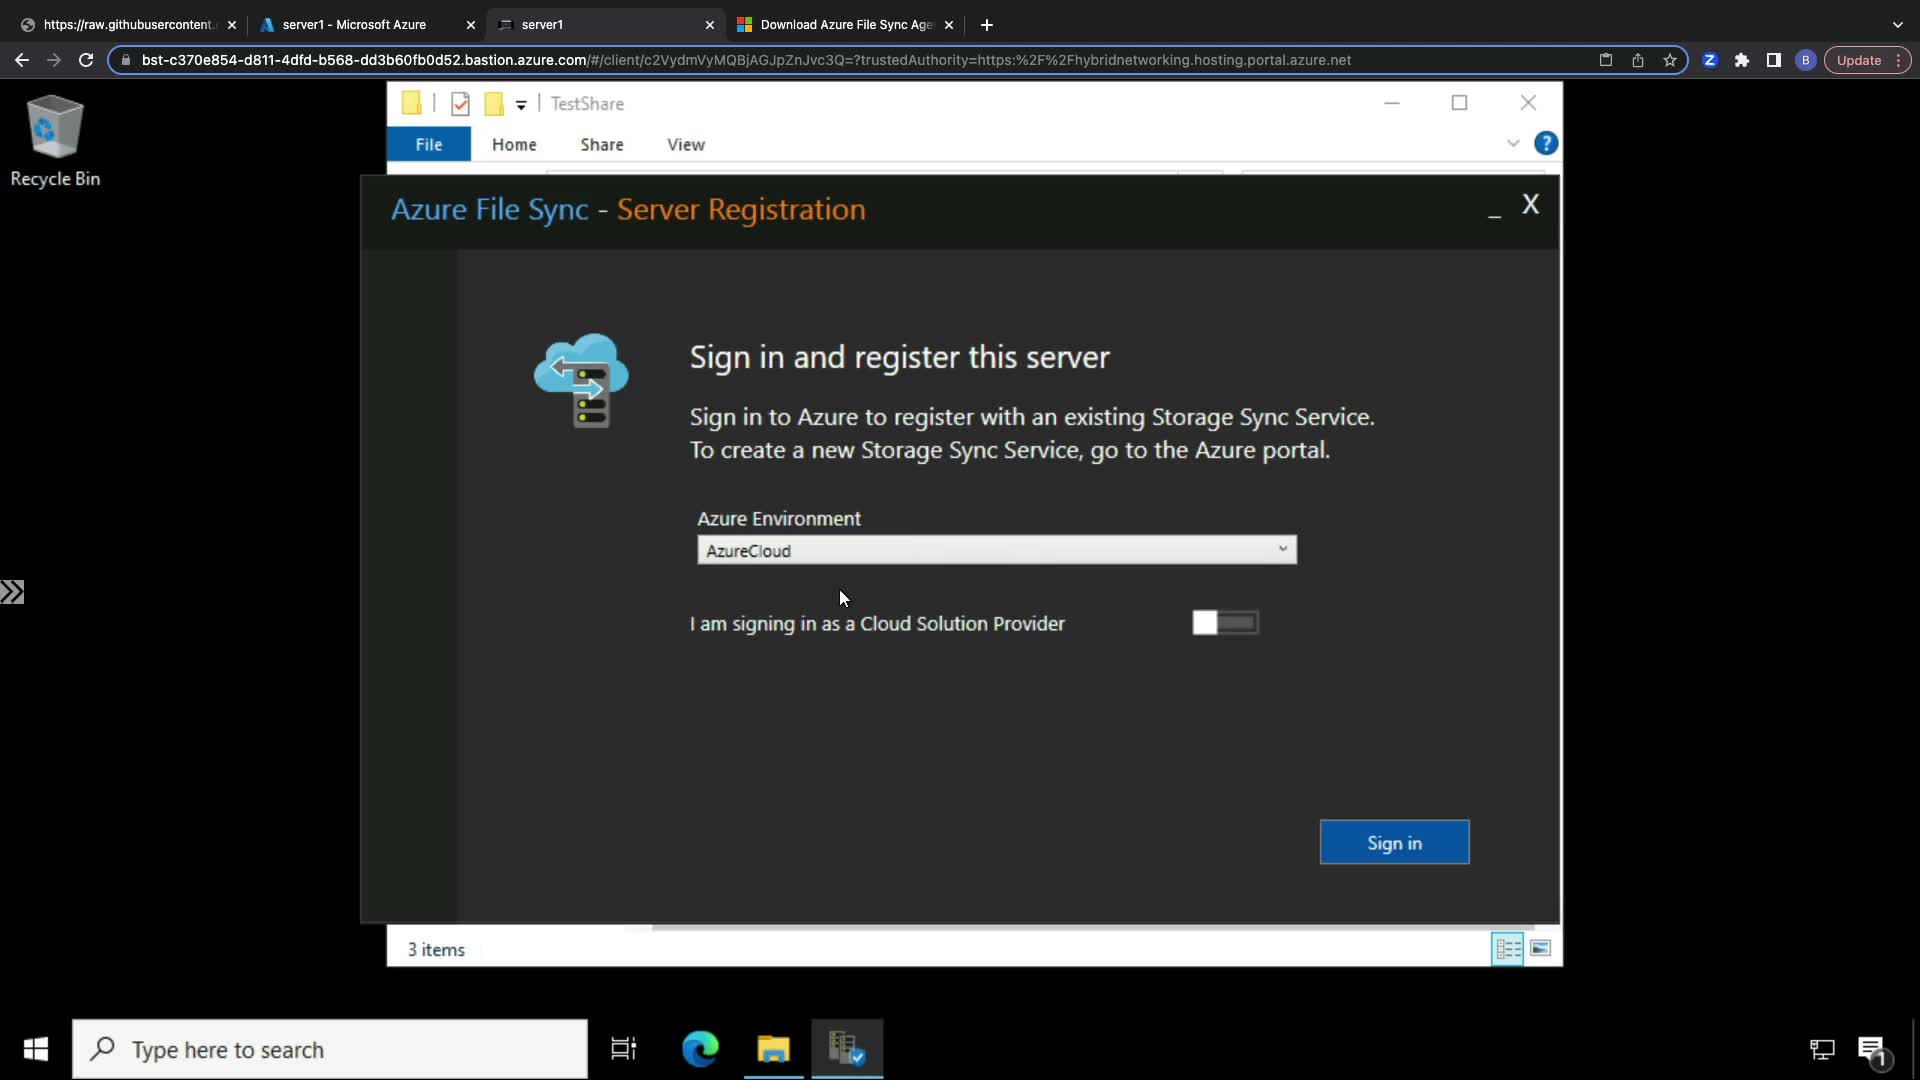 https://raw.githubusercontent.
server1 - Microsoft Azure
server1
Download Azure File Sync Age
bst-c370e854-d811-4dfd-b568-dd3b60fb0d52.bastion.azure.com/#/client/c2VydmVyMQBjAGJpZnJvc3Q=?trustedAuthority=https:%2F%2Fhybridnetworking.hosting.portal.azure.net
Z
B
Update
Recycle Bin
TestShare
File
Home
Share
View
?
Azure File Sync - Server Registration
_ X
Sign in and register this server
Sign in to Azure to register with an existing Storage Sync Service.
To create a new Storage Sync Service, go to the Azure portal.
Azure Environment
AzureCloud
I am signing in as a Cloud Solution Provider
Sign in
3 items
Type here to search
1